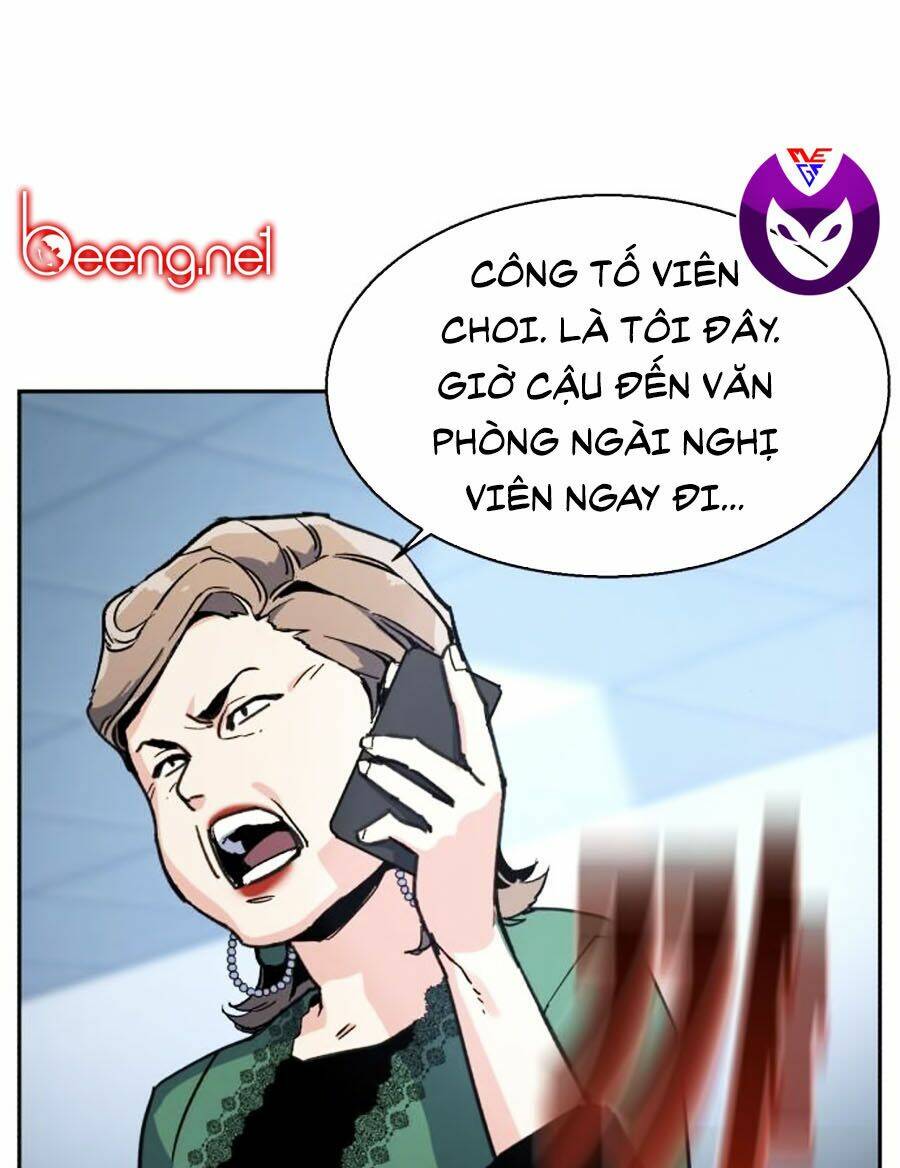 MEGT
beeng.net
CÔNG TỐ VIÊN
CHOI. LÀ TÔI ĐÂY.
GIỜ CẬU ĐẾN VĂN
PHÒNG NGÀI NGHỊ
VIÊN NGAY ĐI...